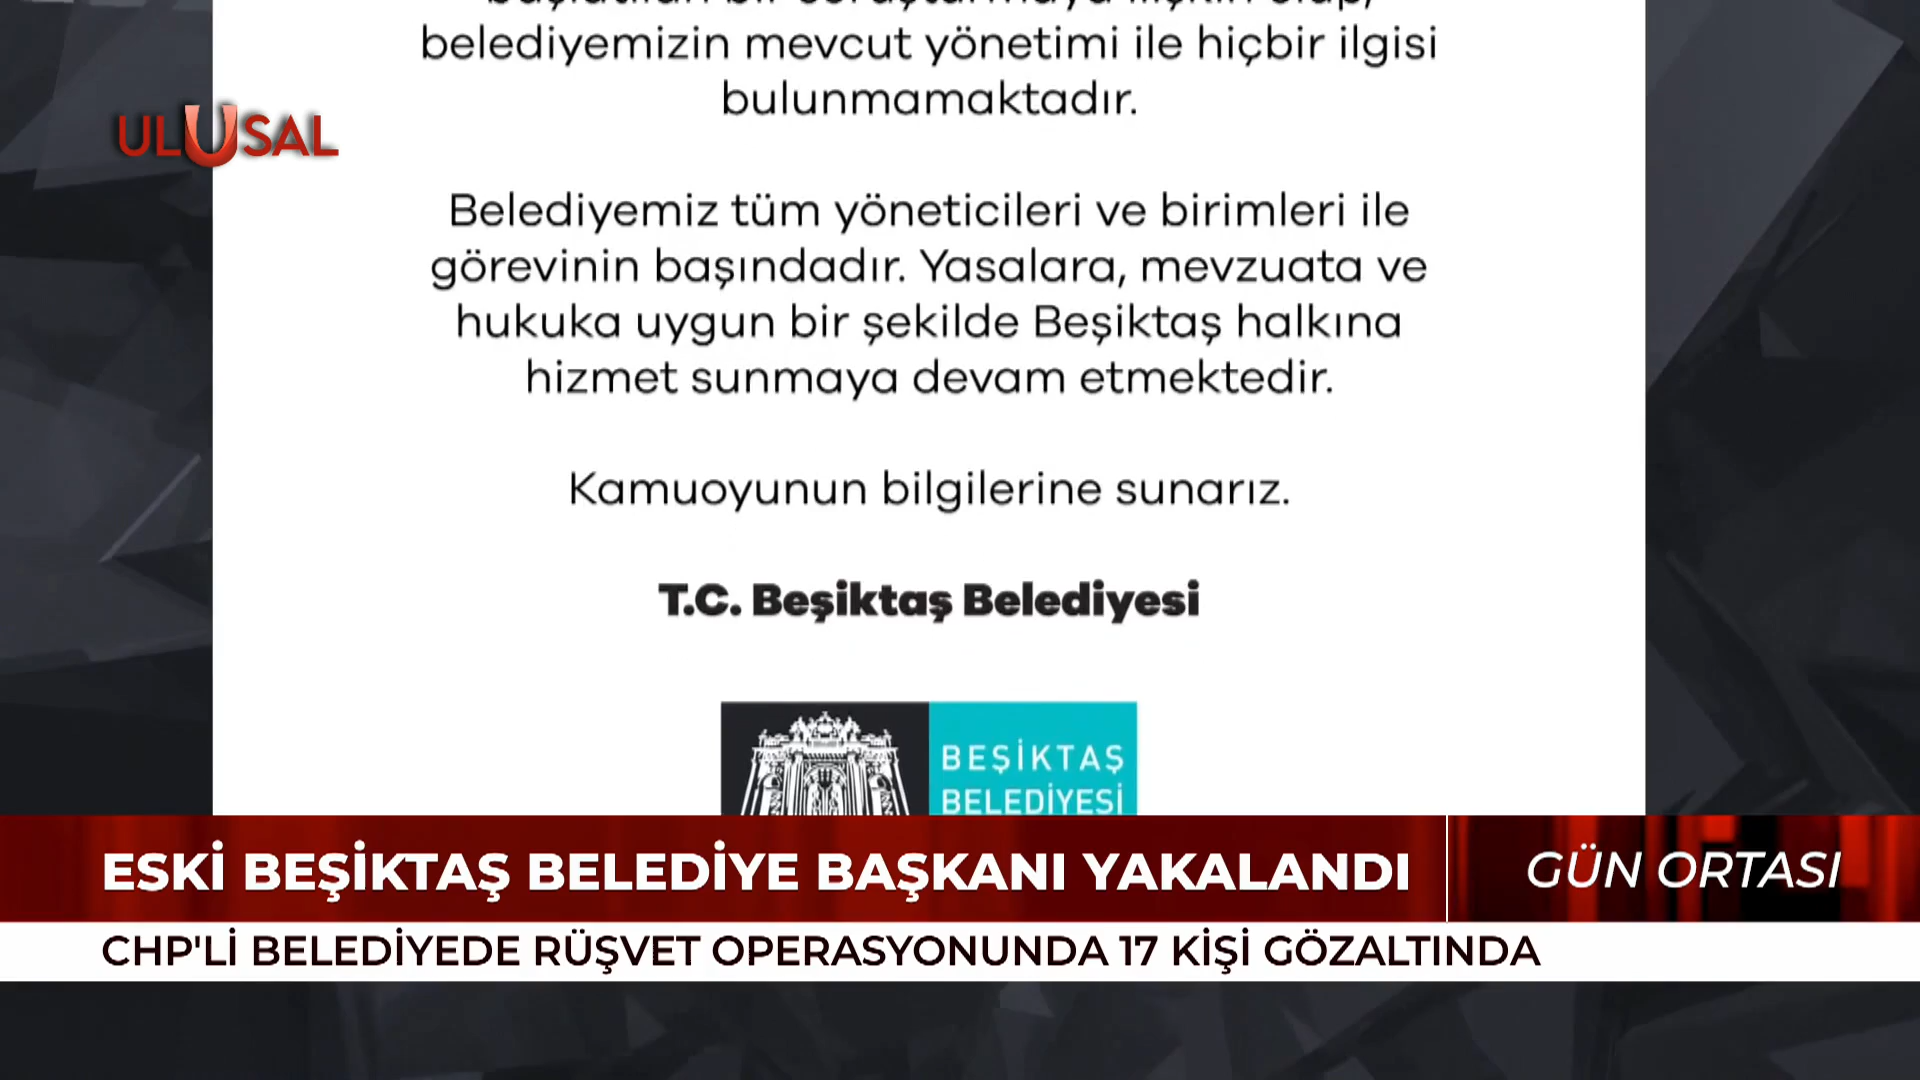 belediyemizin mevcut yönetimi ile hiçbir ilgisi
bulunmamaktadır.
ULUSAL
Belediyemiz tüm yöneticileri ve birimleri ile
görevinin başındadır. Yasalara, mevzuata ve
hukuka uygun bir şekilde Beşiktaş halkına
hizmet sunmaya devam etmektedir.
Kamuoyunun bilgilerine sunarız.
T.C. Beşiktaş Belediyesi
BEŞİKTAŞ
BELEDİYESİ
ESKİ BEŞİKTAŞ BELEDİYE BAŞKANI YAKALANDI
GÜN ORTASI
CHP'Lİ BELEDİYEDE RÜŞVET OPERASYONUNDA 17 KİŞİ GÖZALTINDA